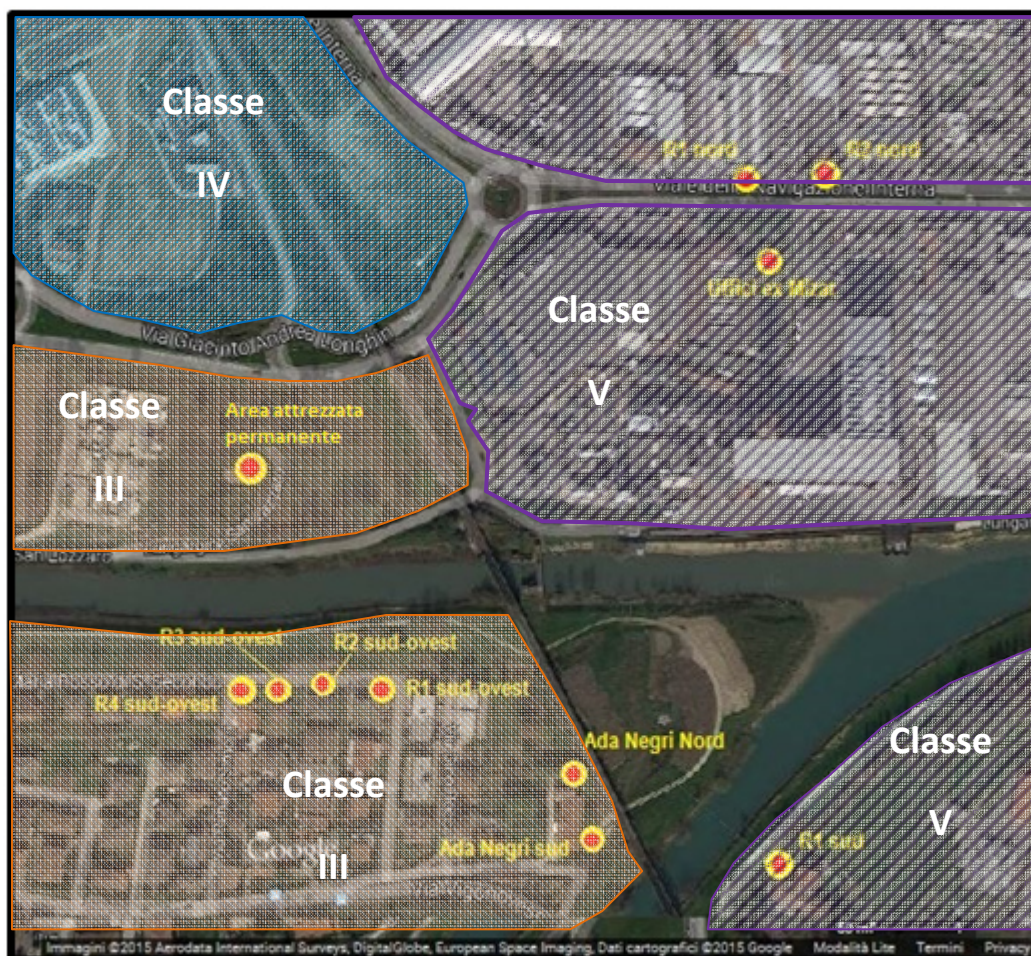 Classe
IV
R1 nord
R2 nord
Navigazione Interna
Uffici ex Mizar
Classe
V
Via Giacinto Andrea Longhin
Classe
III
Area attrezzata
permanente
R3 sud-ovest
R2 sud-ovest
R4 sud-ovest
R1 sud-ovest
Ada Negri Nord
Classe
III
Google
Ada Negri sud
Classe
V
R1 sud
Immagini ©2015 Aerodata International Surveys, DigitalGlobe, European Space Imaging, Dati cartografici ©2015 Google Modalità Lite Termini Privacy